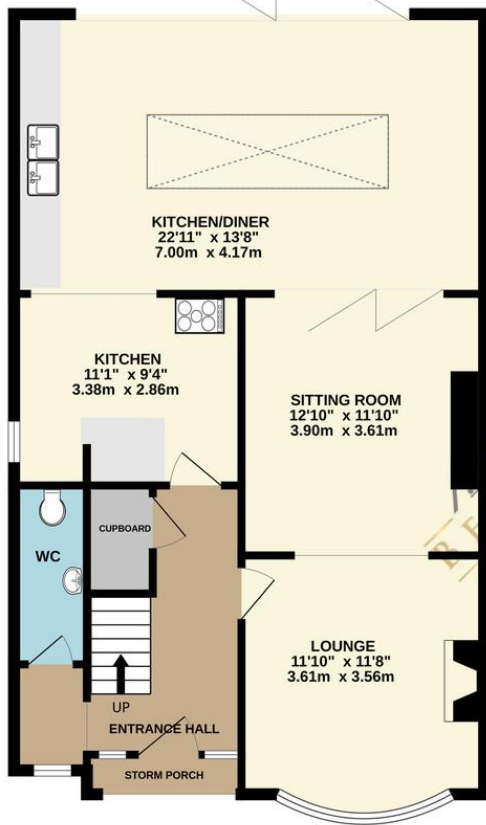 KITCHEN/DINER
22'11" x 13'8"
7.00m x 4.17m
KITCHEN
11'1" x 9'4"
3.38m x 2.86m
SITTING ROOM
12'10" x 11'10"
3.90m x 3.61m
CUPBOARD
WC
LOUNGE
11'10" x 11'8"
3.61m x 3.56m
UP
ENTRANCE HALL
STORM PORCH